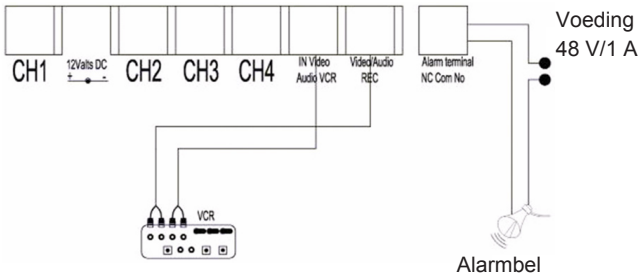 Voeding
48 V/1 A
CH1
12Valts DC
+ -
CH2
CH3
CH4
IN Video
Audio VCR
Video/Audio
REC
Alarm terminal
NC Com No
VCR
Alarmbel